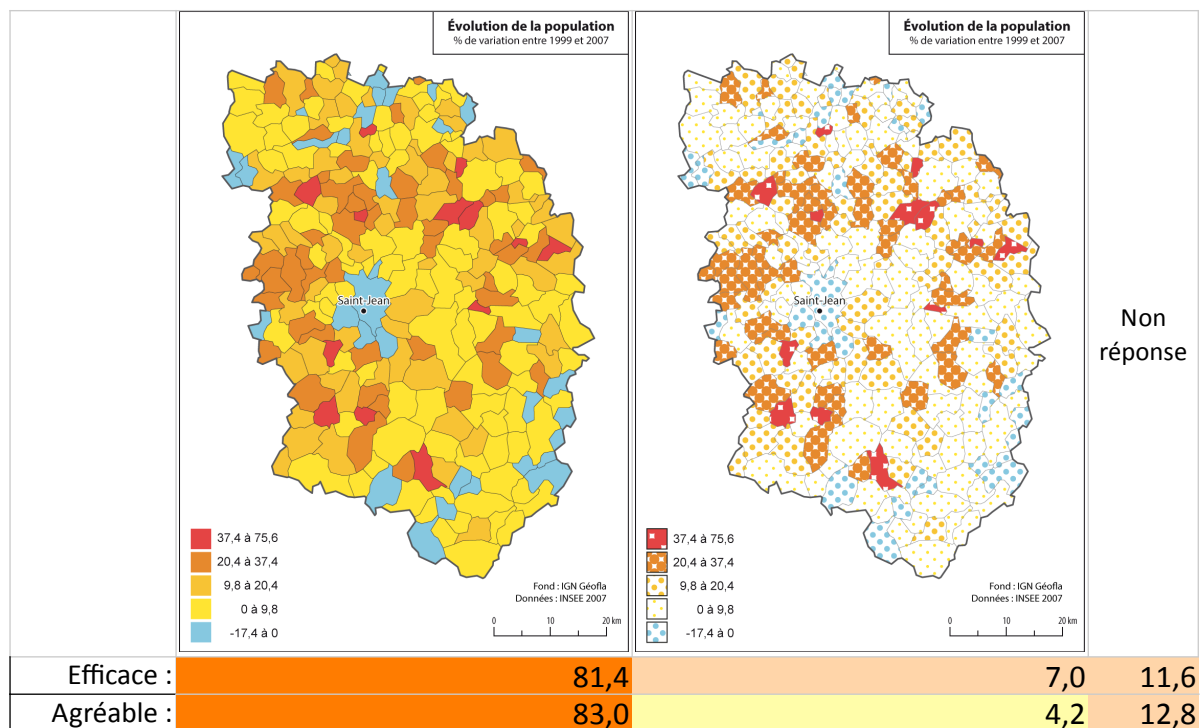 Évolution de la population
% de variation entre 1999 et 2007
Saint-Jean
37,4 à 75,6
20,4 à 37,4
9,8 à 20,4
0 à 9,8
-17,4 à 0
Fond : IGN Géofla
Données : INSEE 2007
0 10 20 km
Évolution de la population
% de variation entre 1999 et 2007
Saint-Jean
37,4 à 75,6
20,4 à 37,4
9,8 à 20,4
0 à 9,8
-17,4 à 0
Fond : IGN Géofla
Données : INSEE 2007
0 10 20 km
Non
réponse
Efficace : 81,4 7,0 11,6
Agréable : 83,0 4,2 12,8